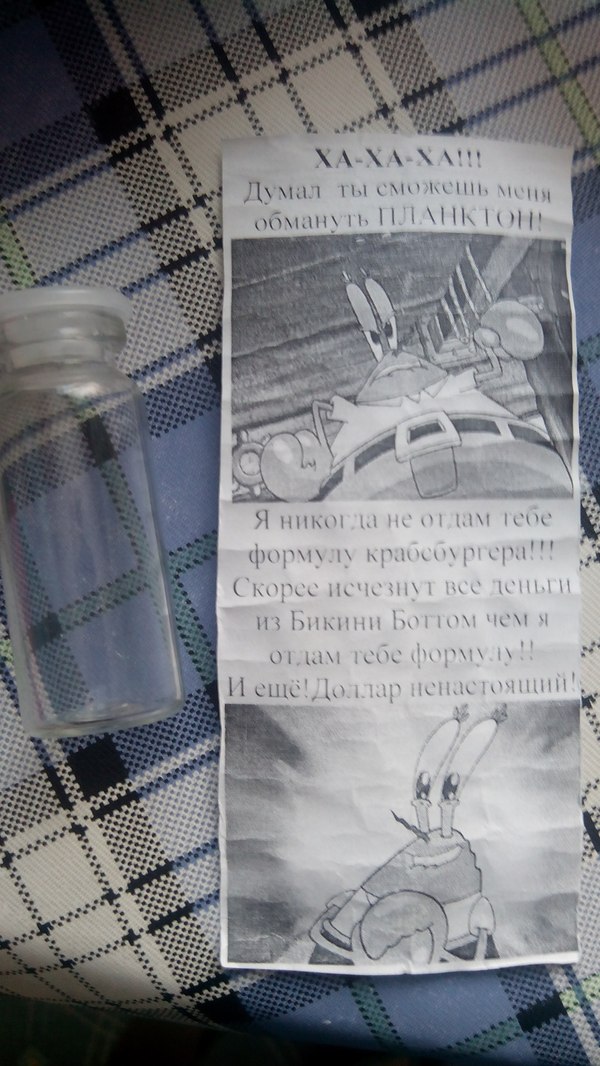 ХА-ХА-ХА!!!
Думал ты сможешь меня
обмануть ПЛАНКТОН!
Я никогда не отдам тебе
формулу крабсбургера!!!
Скорее исчезнут все деньги
из Бикини Боттом чем я
отдам тебе формулу!!
И ещё!Доллар ненастоящий!